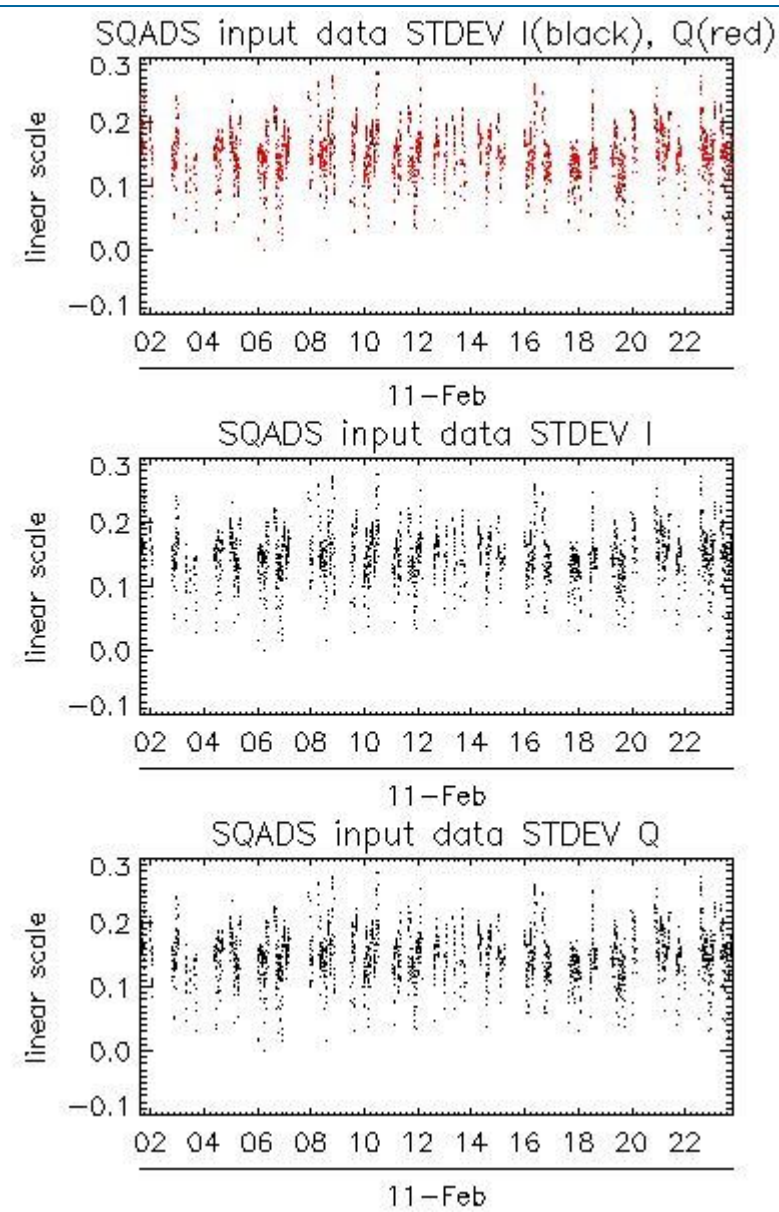 SQADS input data STDEV I(black), Q(red)
linear scale
0.3
0.2
0.1
0.0
-0.1
02 04 06 08 10 12 14 16 18 20 22
11-Feb
SQADS input data STDEV I
linear scale
0.3
0.2
0.1
0.0
-0.1
02 04 06 08 10 12 14 16 18 20 22
11-Feb
SQADS input data STDEV Q
linear scale
0.3
0.2
0.1
0.0
-0.1
02 04 06 08 10 12 14 16 18 20 22
11-Feb